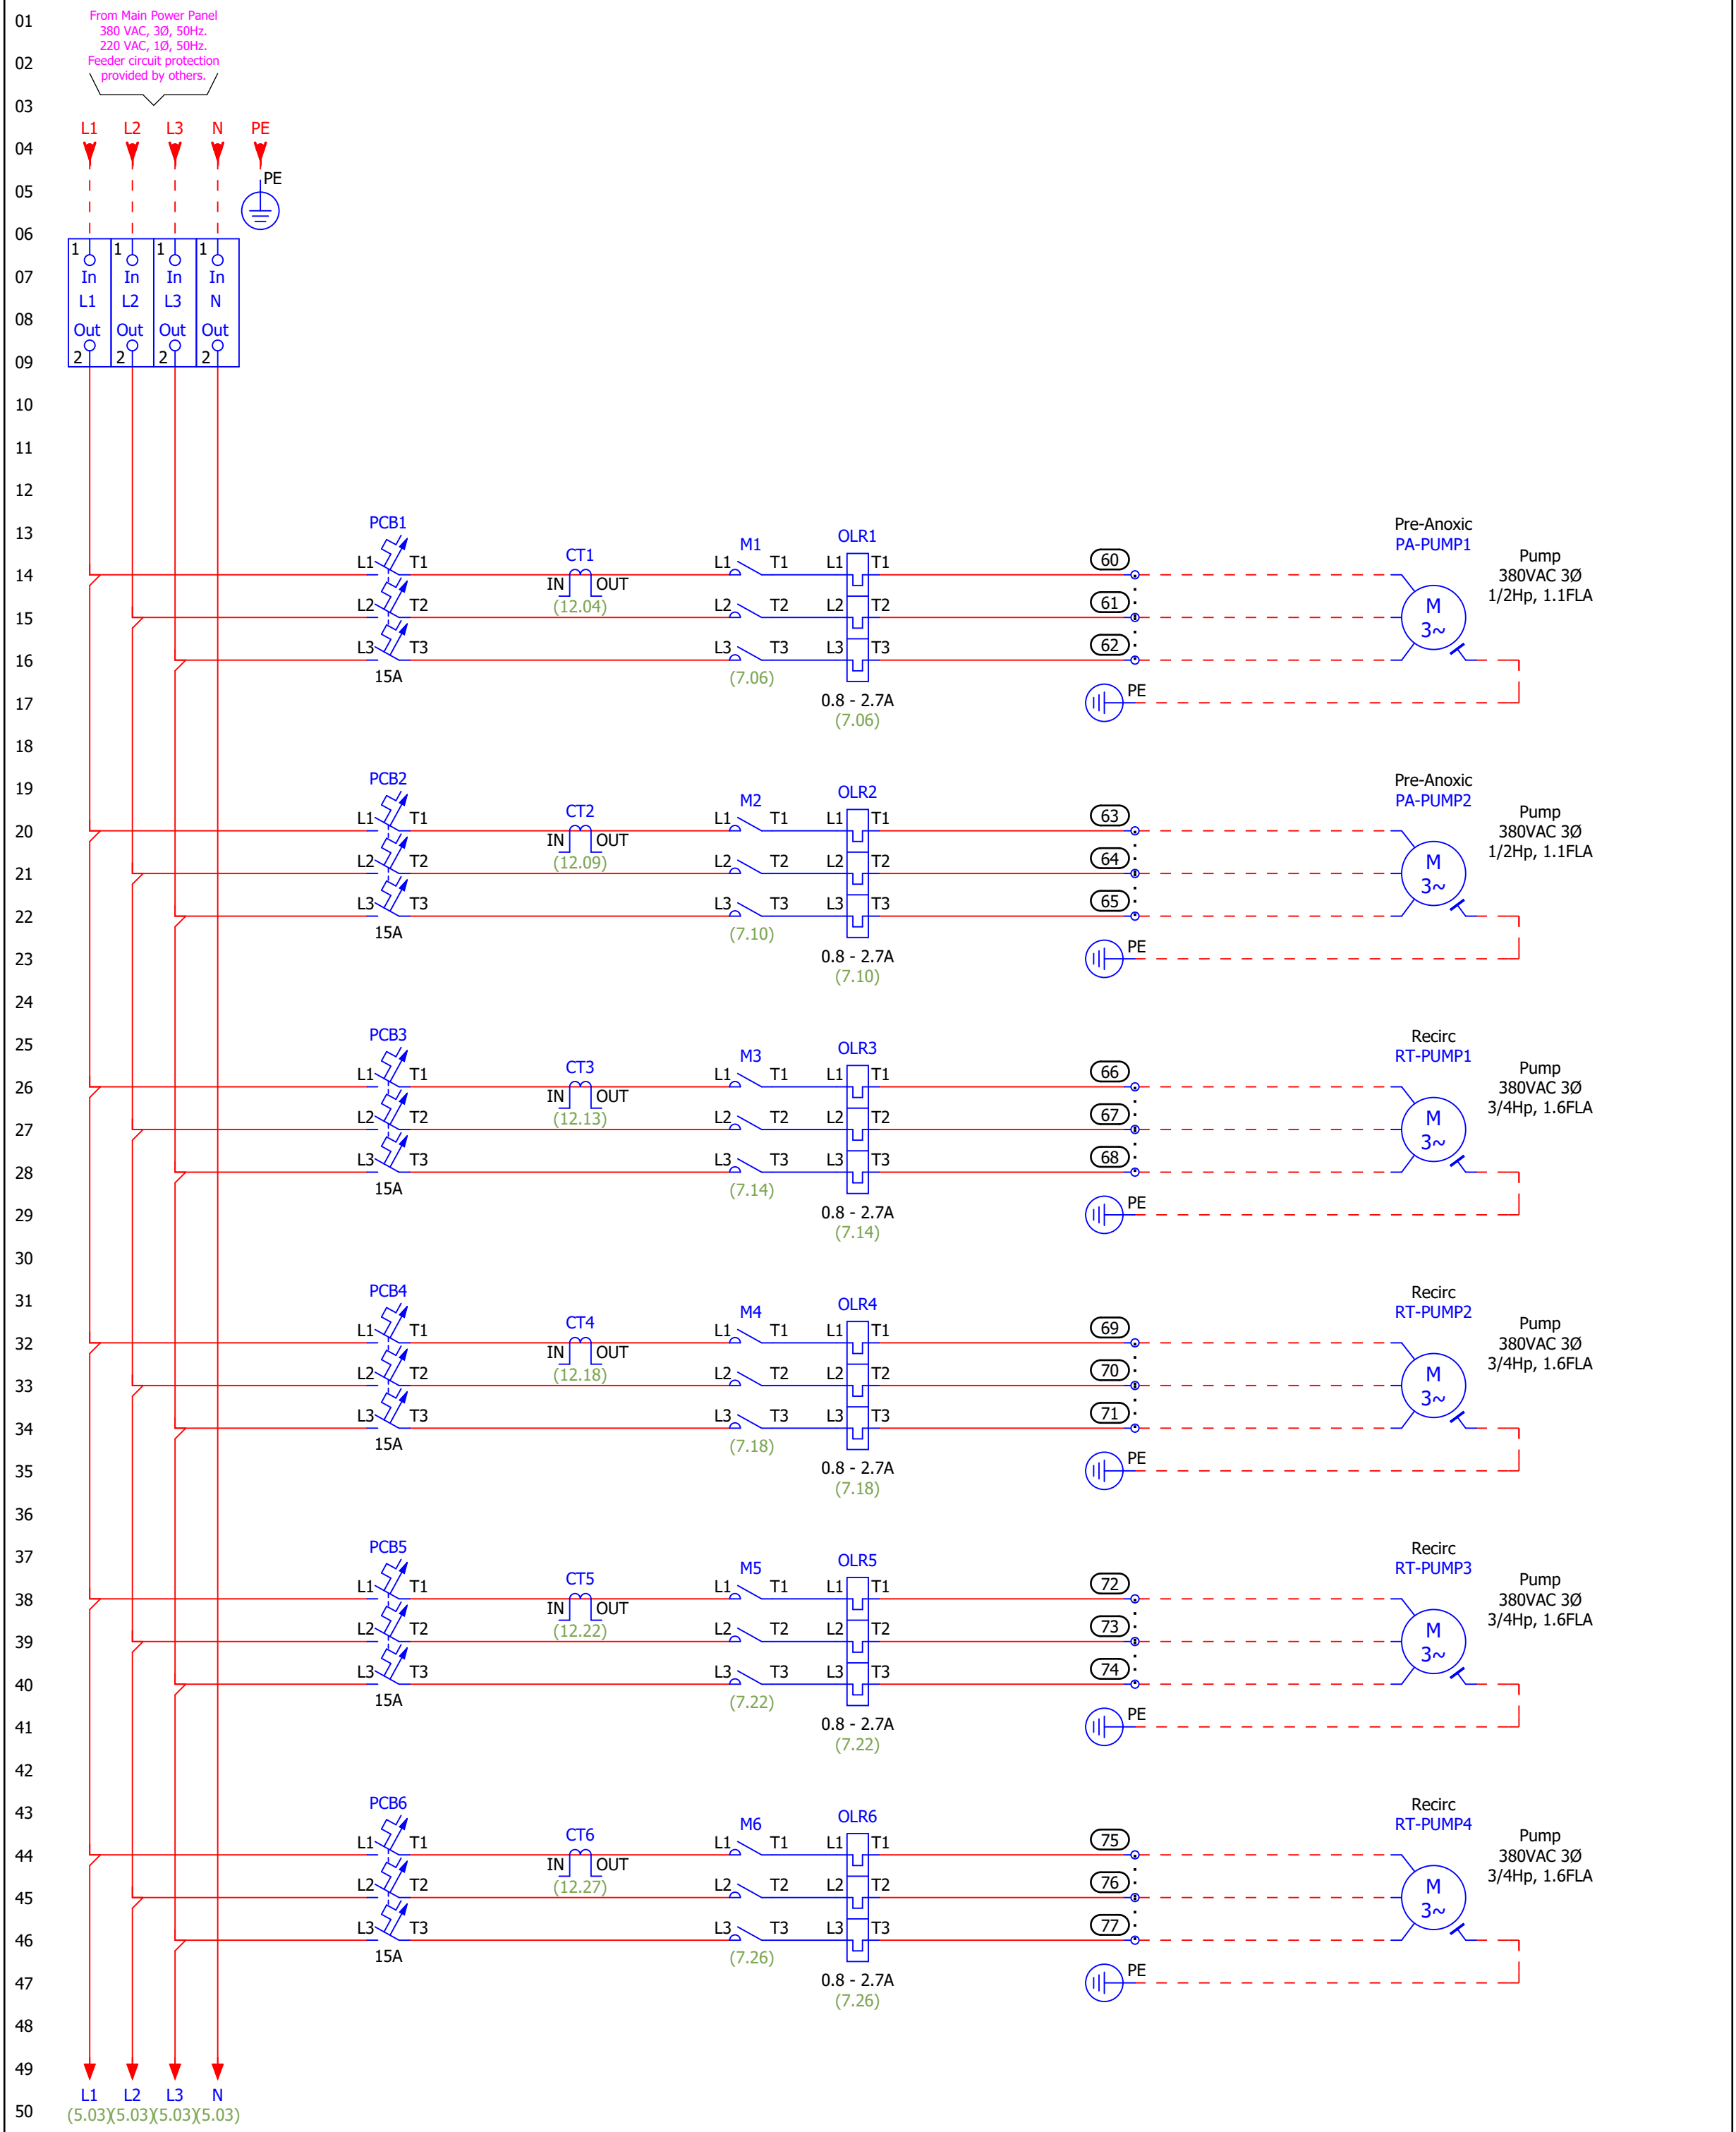 01
From Main Power Panel
380 VAC, 3Ø, 50Hz.
220 VAC, 1Ø, 50Hz.
02
Feeder circuit protection
provided by others.
03
L1 L2 L3 N PE
04
PE
05
06
1 1 1 1
07 In In In In
L1 L2 L3 N
08
Out Out Out Out
2 2 2 2
09
10
11
12
13
PCB1
CT1
M1
OLR1
Pre-Anoxic
PA-PUMP1
L1 T1 L1 T1 L1 T1 60
Pump
14 IN OUT 380VAC 3Ø
(12.04)
1/2Hp, 1.1FLA
L2 T2 L2 T2 L2 T2 61
M
15
3~
L3 T3 L3 T3 L3 T3 62
16
15A
(7.06)
PE
17
0.8 - 2.7A
(7.06)
18
19
PCB2
CT2
M2
OLR2
Pre-Anoxic
PA-PUMP2
L1 T1 L1 T1 L1 T1 63
Pump
20 IN OUT 380VAC 3Ø
(12.09)
1/2Hp, 1.1FLA
L2 T2 L2 T2 L2 T2 64
M
21
3~
L3 T3 L3 T3 L3 T3 65
22
15A
(7.10)
PE
23
0.8 - 2.7A
(7.10)
24
25
PCB3
CT3
M3
OLR3
Recirc
RT-PUMP1
L1 T1 L1 T1 L1 T1 66
Pump
26 IN OUT 380VAC 3Ø
(12.13)
3/4Hp, 1.6FLA
L2 T2 L2 T2 L2 T2 67
M
27
3~
L3 T3 L3 T3 L3 T3 68
28
15A
(7.14)
PE
29
0.8 - 2.7A
(7.14)
30
31
PCB4
CT4
M4
OLR4
Recirc
RT-PUMP2
L1 T1 L1 T1 L1 T1 69
Pump
32 IN OUT 380VAC 3Ø
(12.18)
3/4Hp, 1.6FLA
L2 T2 L2 T2 L2 T2 70
M
33
3~
L3 T3 L3 T3 L3 T3 71
34
15A
(7.18)
PE
35
0.8 - 2.7A
(7.18)
36
37
PCB5
CT5
M5
OLR5
Recirc
RT-PUMP3
L1 T1 L1 T1 L1 T1 72
Pump
38 IN OUT 380VAC 3Ø
(12.22)
3/4Hp, 1.6FLA
L2 T2 L2 T2 L2 T2 73
M
39
3~
L3 T3 L3 T3 L3 T3 74
40
15A
(7.22)
PE
41
0.8 - 2.7A
(7.22)
42
43
PCB6
CT6
M6
OLR6
Recirc
RT-PUMP4
L1 T1 L1 T1 L1 T1 75
Pump
44 IN OUT 380VAC 3Ø
(12.27)
3/4Hp, 1.6FLA
L2 T2 L2 T2 L2 T2 76
M
45
3~
L3 T3 L3 T3 L3 T3 77
46
15A
(7.26)
PE
47
0.8 - 2.7A
(7.26)
48
49
L1 L2 L3 N
50 (5.03)(5.03)(5.03)(5.03)